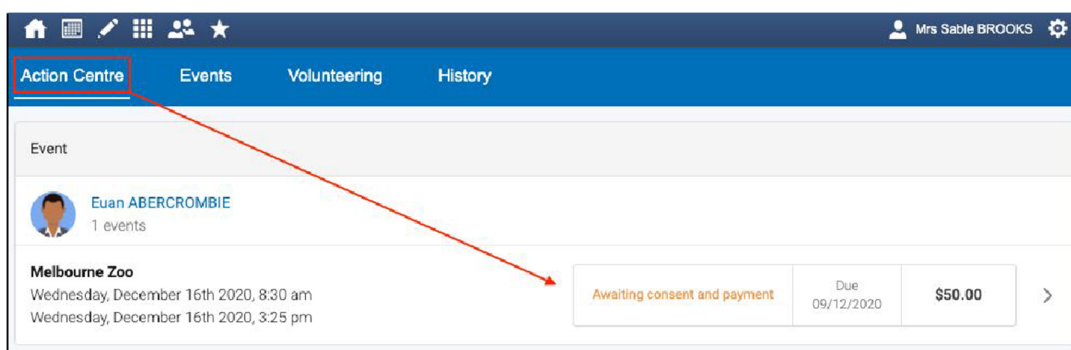 Mrs Sable BROOKS
Action Centre Events Volunteering History
Event
Euan ABERCROMBIE
1 events
Melbourne Zoo
Wednesday, December 16th 2020, 8:30 am
Wednesday, December 16th 2020, 3:25 pm
Awaiting consent and payment
Due
09/12/2020
$50.00